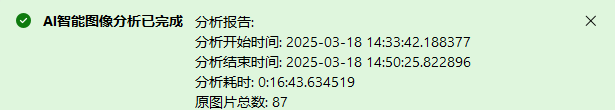 AI智能图像分析已完成 分析报告:
分析开始时间: 2025-03-18 14:33:42.188377
分析结束时间: 2025-03-18 14:50:25.822896
分析耗时: 0:16:43.634519
原图片总数: 87